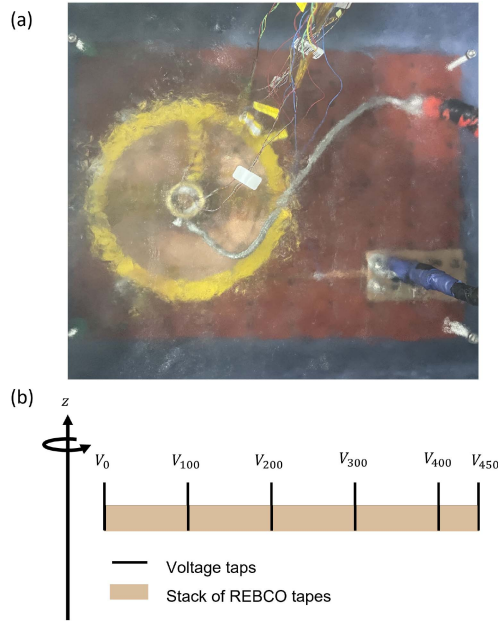 (a)
(b)
z
V₀ V₁₀₀ V₂₀₀ V₃₀₀ V₄₀₀ V₄₅₀
Voltage taps
Stack of REBCO tapes